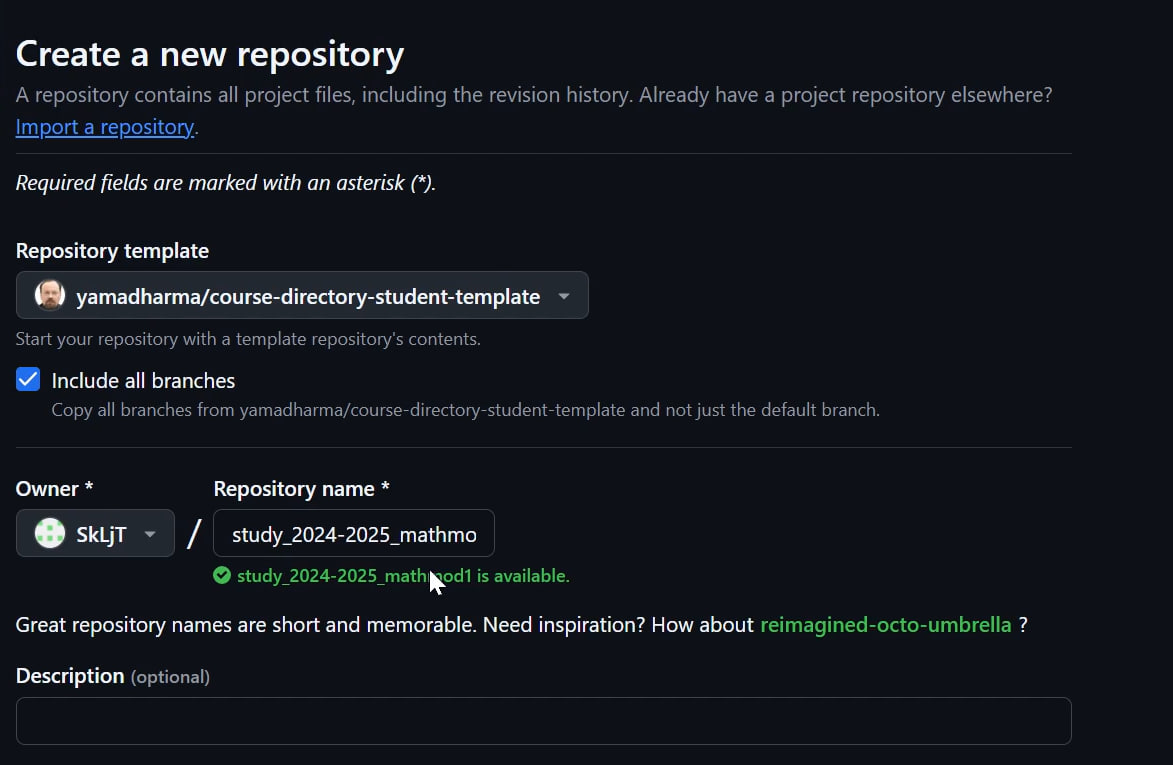 Create a new repository
A repository contains all project files, including the revision history. Already have a project repository elsewhere?
Import a repository.
Required fields are marked with an asterisk (*).
Repository template
yamadharma/course-directory-student-template
Start your repository with a template repository's contents.
Include all branches
Copy all branches from yamadharma/course-directory-student-template and not just the default branch.
Owner * Repository name *
SkLjT / study_2024-2025_mathmo
study_2024-2025_mathmod1 is available.
Great repository names are short and memorable. Need inspiration? How about reimagined-octo-umbrella ?
Description (optional)